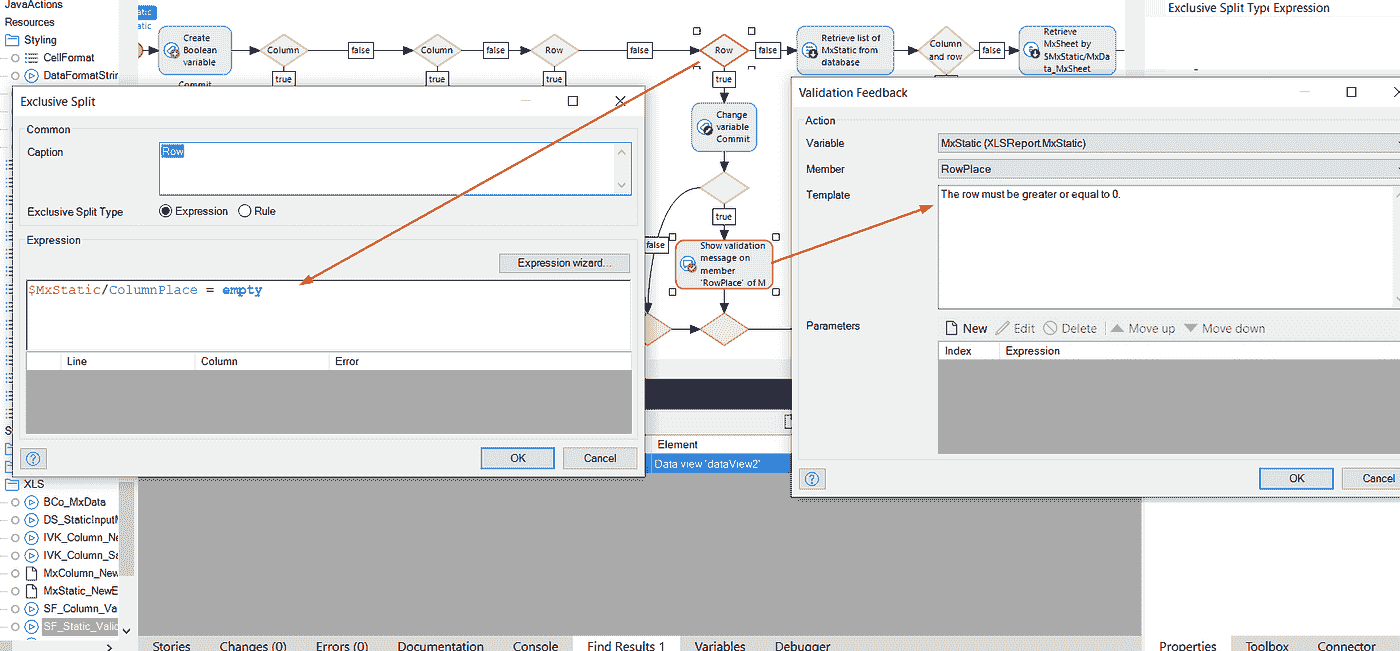 JavaActions
Resources
Styling
CellFormat
DataFormatStrin
static
Create
Boolean
variable
Commit
Column
false
true
Column
false
true
Row
false
true
Row
false
true
Retrieve list of
MxStatic from
database
Column
and row
false
Retrieve
MxSheet by
$MxStatic/MxDa
ta_MxSheet
Exclusive Split Type Expression
Change
variable
Commit
true
false
Show validation
message on
member
'RowPlace' of M
Exclusive Split
Common
Caption
Row
Exclusive Split Type
Expression
Rule
Expression
Expression wizard...
$MxStatic/ColumnPlace = empty
Line
Column
Error
OK
Cancel
Validation Feedback
Action
Variable
MxStatic (XLSReport.MxStatic)
Member
RowPlace
Template
The row must be greater or equal to 0.
Parameters
New
Edit
Delete
Move up
Move down
Index
Expression
OK
Cancel
Element
Data view 'dataView2'
XLS
BCo_MxData
DS_StaticInputM
IVK_Column_Ne
IVK_Column_Sa
MxColumn_New
MxStatic_NewE
SF_Column_Va
SF_Static_Valid
Stories
Changes (0)
Errors (0)
Documentation
Console
Find Results 1
Variables
Debugger
Properties
Toolbox
Connector